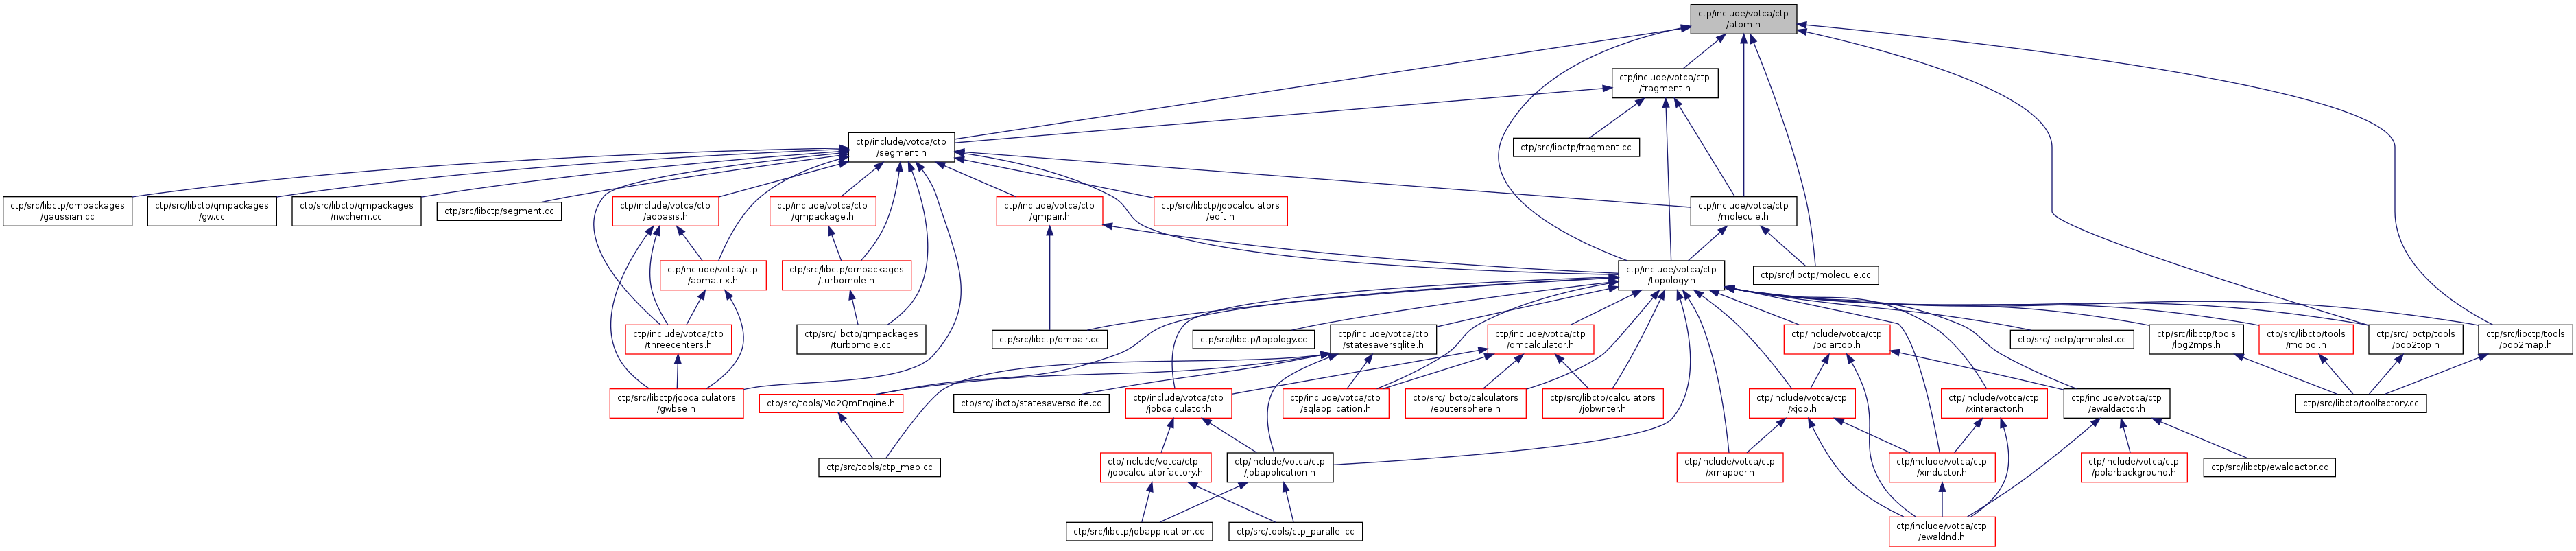 ctp/include/votca/ctp
/atom.h
ctp/include/votca/ctp
/fragment.h
ctp/src/libctp/fragment.cc
ctp/include/votca/ctp
/segment.h
ctp/src/libctp/qmpackages
/gaussian.cc
ctp/src/libctp/qmpackages
/gw.cc
ctp/src/libctp/qmpackages
/nwchem.cc
ctp/src/libctp/segment.cc
ctp/include/votca/ctp
/aobasis.h
ctp/include/votca/ctp
/qmpackage.h
ctp/include/votca/ctp
/qmpair.h
ctp/src/libctp/jobcalculators
/edft.h
ctp/include/votca/ctp
/molecule.h
ctp/include/votca/ctp
/aomatrix.h
ctp/src/libctp/qmpackages
/turbomole.h
ctp/include/votca/ctp
/topology.h
ctp/src/libctp/molecule.cc
ctp/include/votca/ctp
/threecenters.h
ctp/src/libctp/qmpackages
/turbomole.cc
ctp/src/libctp/qmpair.cc
ctp/src/libctp/topology.cc
ctp/include/votca/ctp
/statesaversqlite.h
ctp/include/votca/ctp
/qmcalculator.h
ctp/include/votca/ctp
/polartop.h
ctp/src/libctp/qmnblist.cc
ctp/src/libctp/tools
/log2mps.h
ctp/src/libctp/tools
/molpol.h
ctp/src/libctp/tools
/pdb2top.h
ctp/src/libctp/tools
/pdb2map.h
ctp/src/libctp/jobcalculators
/gwbse.h
ctp/src/tools/Md2QmEngine.h
ctp/src/libctp/statesaversqlite.cc
ctp/include/votca/ctp
/jobcalculator.h
ctp/include/votca/ctp
/sqlapplication.h
ctp/src/libctp/calculators
/eoutersphere.h
ctp/src/libctp/calculators
/jobwriter.h
ctp/include/votca/ctp
/xjob.h
ctp/include/votca/ctp
/xinteractor.h
ctp/include/votca/ctp
/ewaldactor.h
ctp/src/libctp/toolfactory.cc
ctp/src/tools/ctp_map.cc
ctp/include/votca/ctp
/jobcalculatorfactory.h
ctp/include/votca/ctp
/jobapplication.h
ctp/include/votca/ctp
/xmapper.h
ctp/include/votca/ctp
/xinductor.h
ctp/include/votca/ctp
/polarbackground.h
ctp/src/libctp/ewaldactor.cc
ctp/src/libctp/jobapplication.cc
ctp/src/tools/ctp_parallel.cc
ctp/include/votca/ctp
/ewaldnd.h